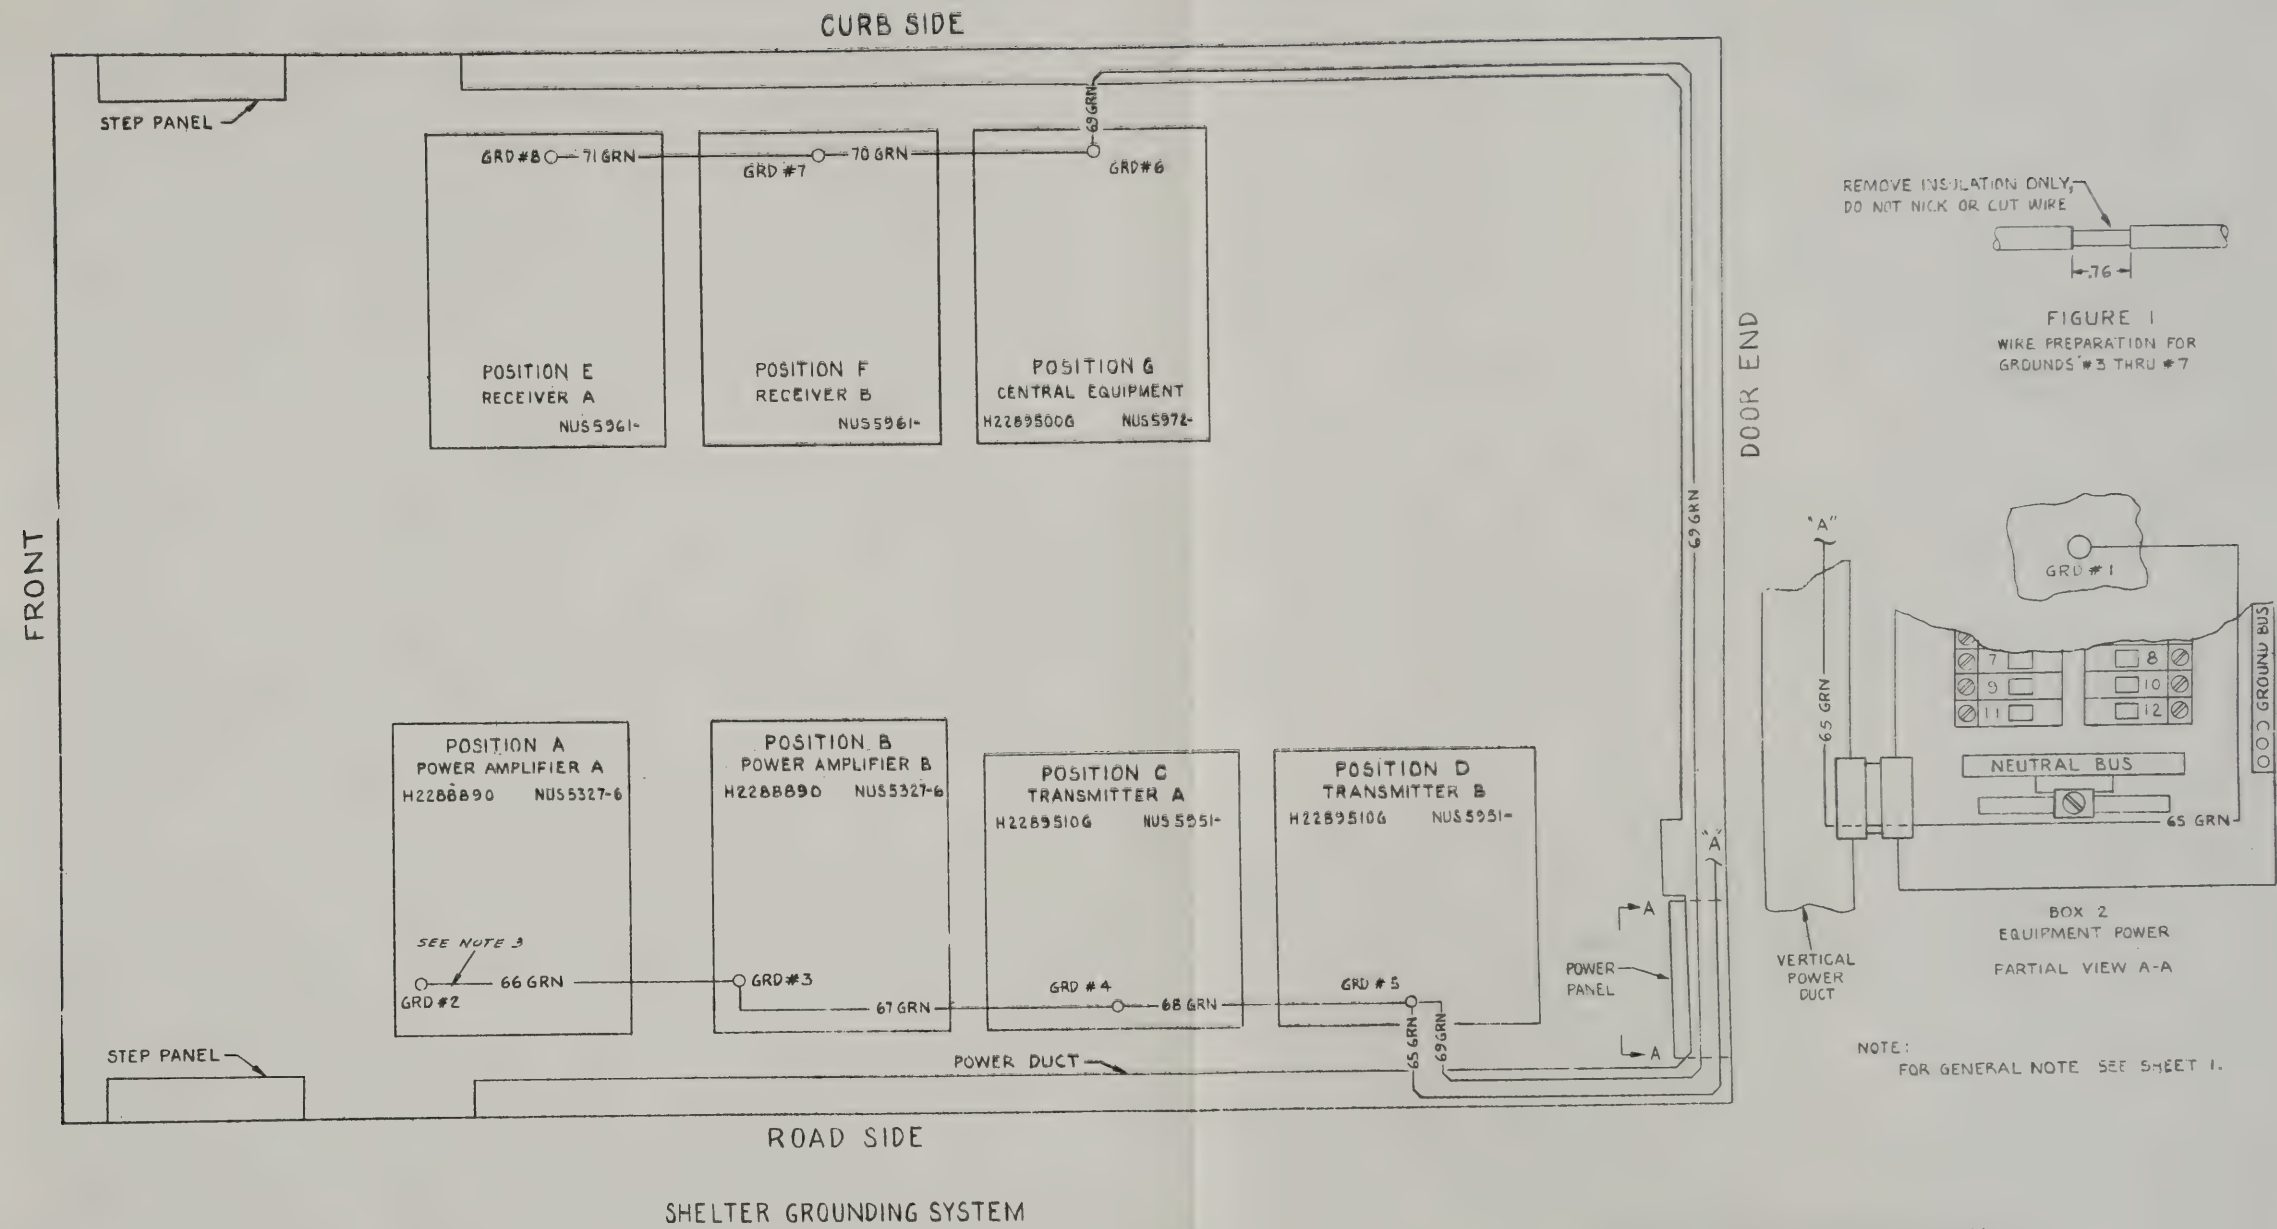 CURB SIDE
STEP PANEL
69 GRN
GRD #8
71 GRN
GRD #7
70 GRN
GRD #6
POSITION E
RECEIVER A
NUS5961-
POSITION F
RECEIVER B
NUS5961-
POSITION G
CENTRAL EQUIPMENT
H2289500G NUS5972-
FRONT
DOOR END
69 GRN
POSITION A
POWER AMPLIFIER A
H2288890 NUS5327-6
SEE NOTE 3
GRD #2
66 GRN
POSITION B
POWER AMPLIFIER B
H2288890 NUS5327-6
GRD #3
67 GRN
POSITION C
TRANSMITTER A
H2289510G NUS5951-
GRD #4
68 GRN
POSITION D
TRANSMITTER B
H2289510G NUS5951-
GRD #5
65 GRN
69 GRN
"A"
A
POWER
PANEL
A
STEP PANEL
POWER DUCT
ROAD SIDE
SHELTER GROUNDING SYSTEM
REMOVE INSULATION ONLY,
DO NOT NICK OR CUT WIRE
.76
FIGURE 1
WIRE PREPARATION FOR
GROUNDS #3 THRU #7
"A"
GRD #1
65 GRN
7
8
9
10
11
12
GROUND BUS
NEUTRAL BUS
65 GRN
BOX 2
EQUIPMENT POWER
PARTIAL VIEW A-A
VERTICAL
POWER
DUCT
NOTE:
FOR GENERAL NOTE SEE SHEET 1.